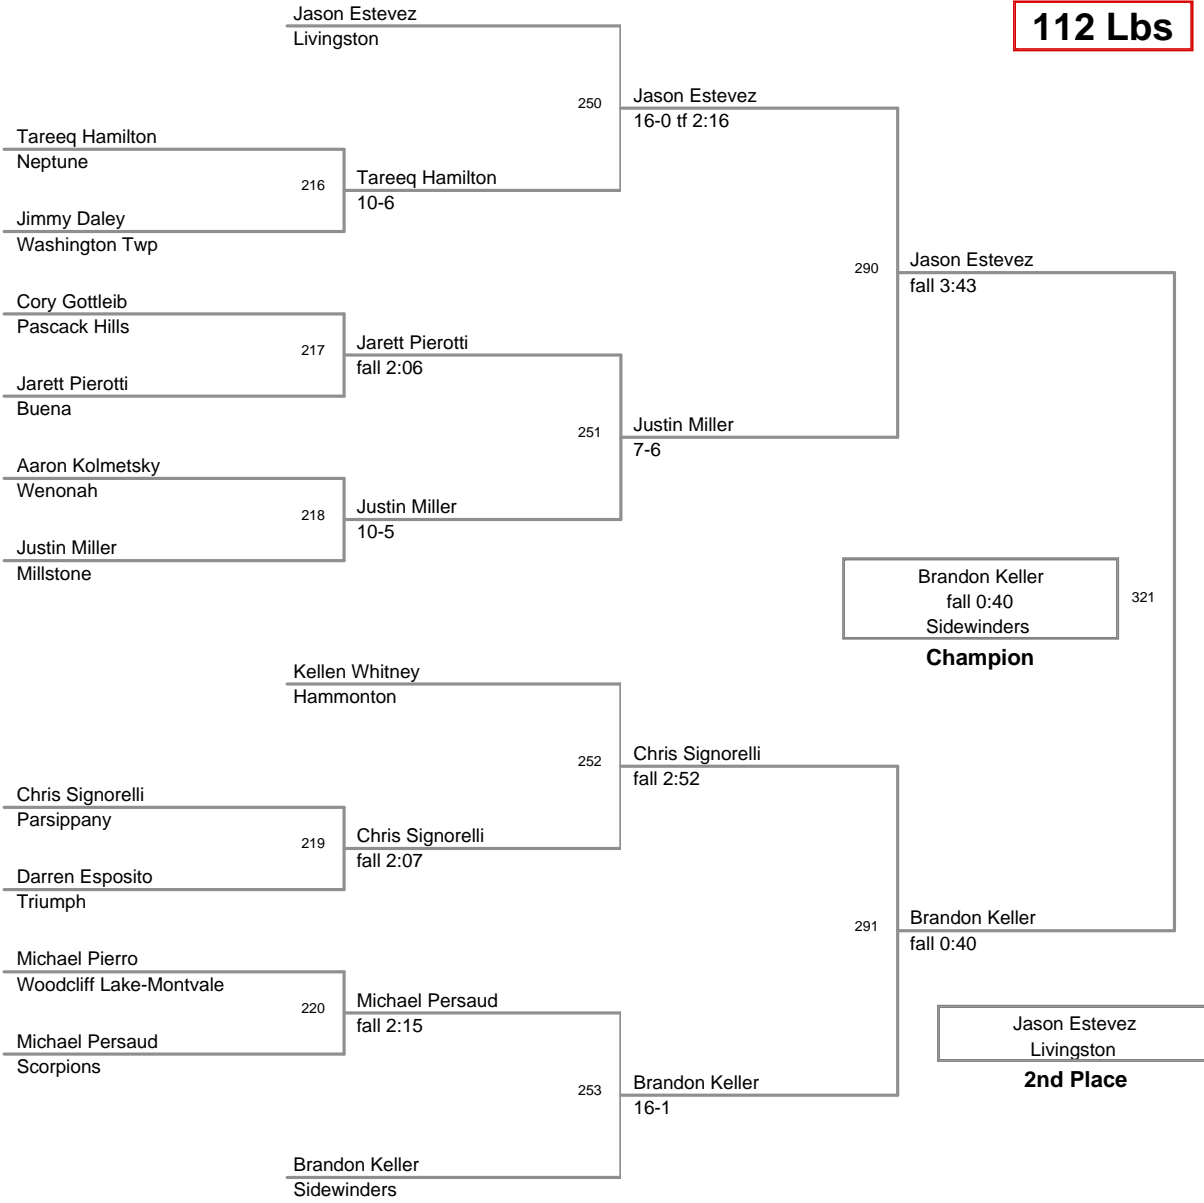 Jason Estevez
Livingston
112 Lbs
250
Jason Estevez
16-0 tf 2:16
Tareeq Hamilton
Neptune
216
Tareeq Hamilton
10-6
Jimmy Daley
Washington Twp
290
Jason Estevez
fall 3:43
Cory Gottleib
Pascack Hills
217
Jarett Pierotti
fall 2:06
Jarett Pierotti
Buena
251
Justin Miller
7-6
Aaron Kolmetsky
Wenonah
218
Justin Miller
10-5
Justin Miller
Millstone
Brandon Keller
fall 0:40
Sidewinders
321
Champion
Kellen Whitney
Hammonton
252
Chris Signorelli
fall 2:52
Chris Signorelli
Parsippany
219
Chris Signorelli
fall 2:07
Darren Esposito
Triumph
291
Brandon Keller
fall 0:40
Michael Pierro
Woodcliff Lake-Montvale
220
Michael Persaud
fall 2:15
Michael Persaud
Scorpions
Jason Estevez
Livingston
2nd Place
253
Brandon Keller
16-1
Brandon Keller
Sidewinders